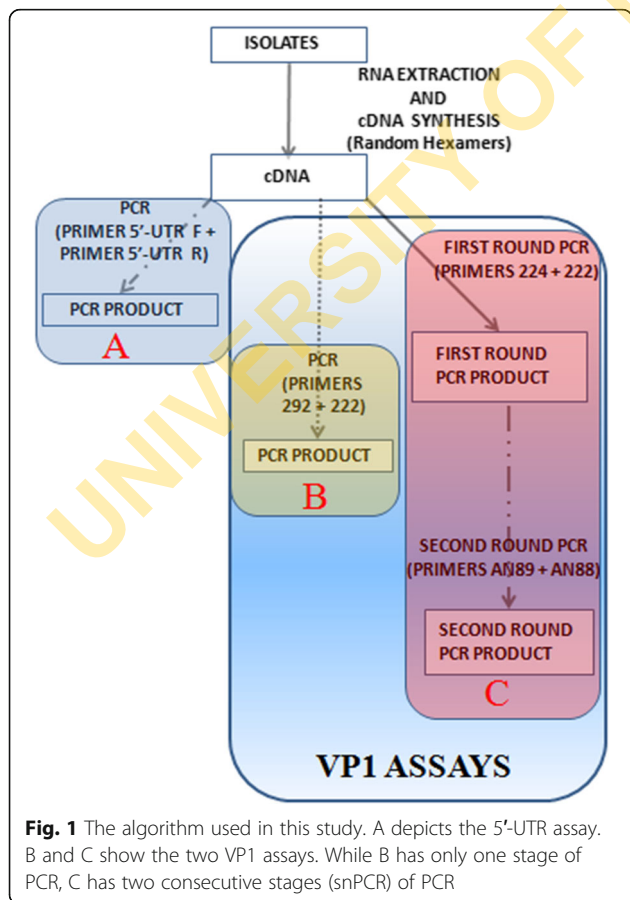 ISOLATES
RNA EXTRACTION
AND
cDNA SYNTHESIS
(Random Hexamers)
cDNA
PCR
(PRIMER 5'-UTR F +
PRIMER 5'-UTR R)
PCR PRODUCT
A
PCR
(PRIMERS
292 + 222)
PCR PRODUCT
B
FIRST ROUND PCR
(PRIMERS 224 + 222)
FIRST ROUND
PCR PRODUCT
SECOND ROUND PCR
(PRIMERS AN89 + AN88)
SECOND ROUND
PCR PRODUCT
C
VP1 ASSAYS
UNIVERSITY OF
Fig. 1 The algorithm used in this study. A depicts the 5′-UTR assay.
B and C show the two VP1 assays. While B has only one stage of
PCR, C has two consecutive stages (snPCR) of PCR